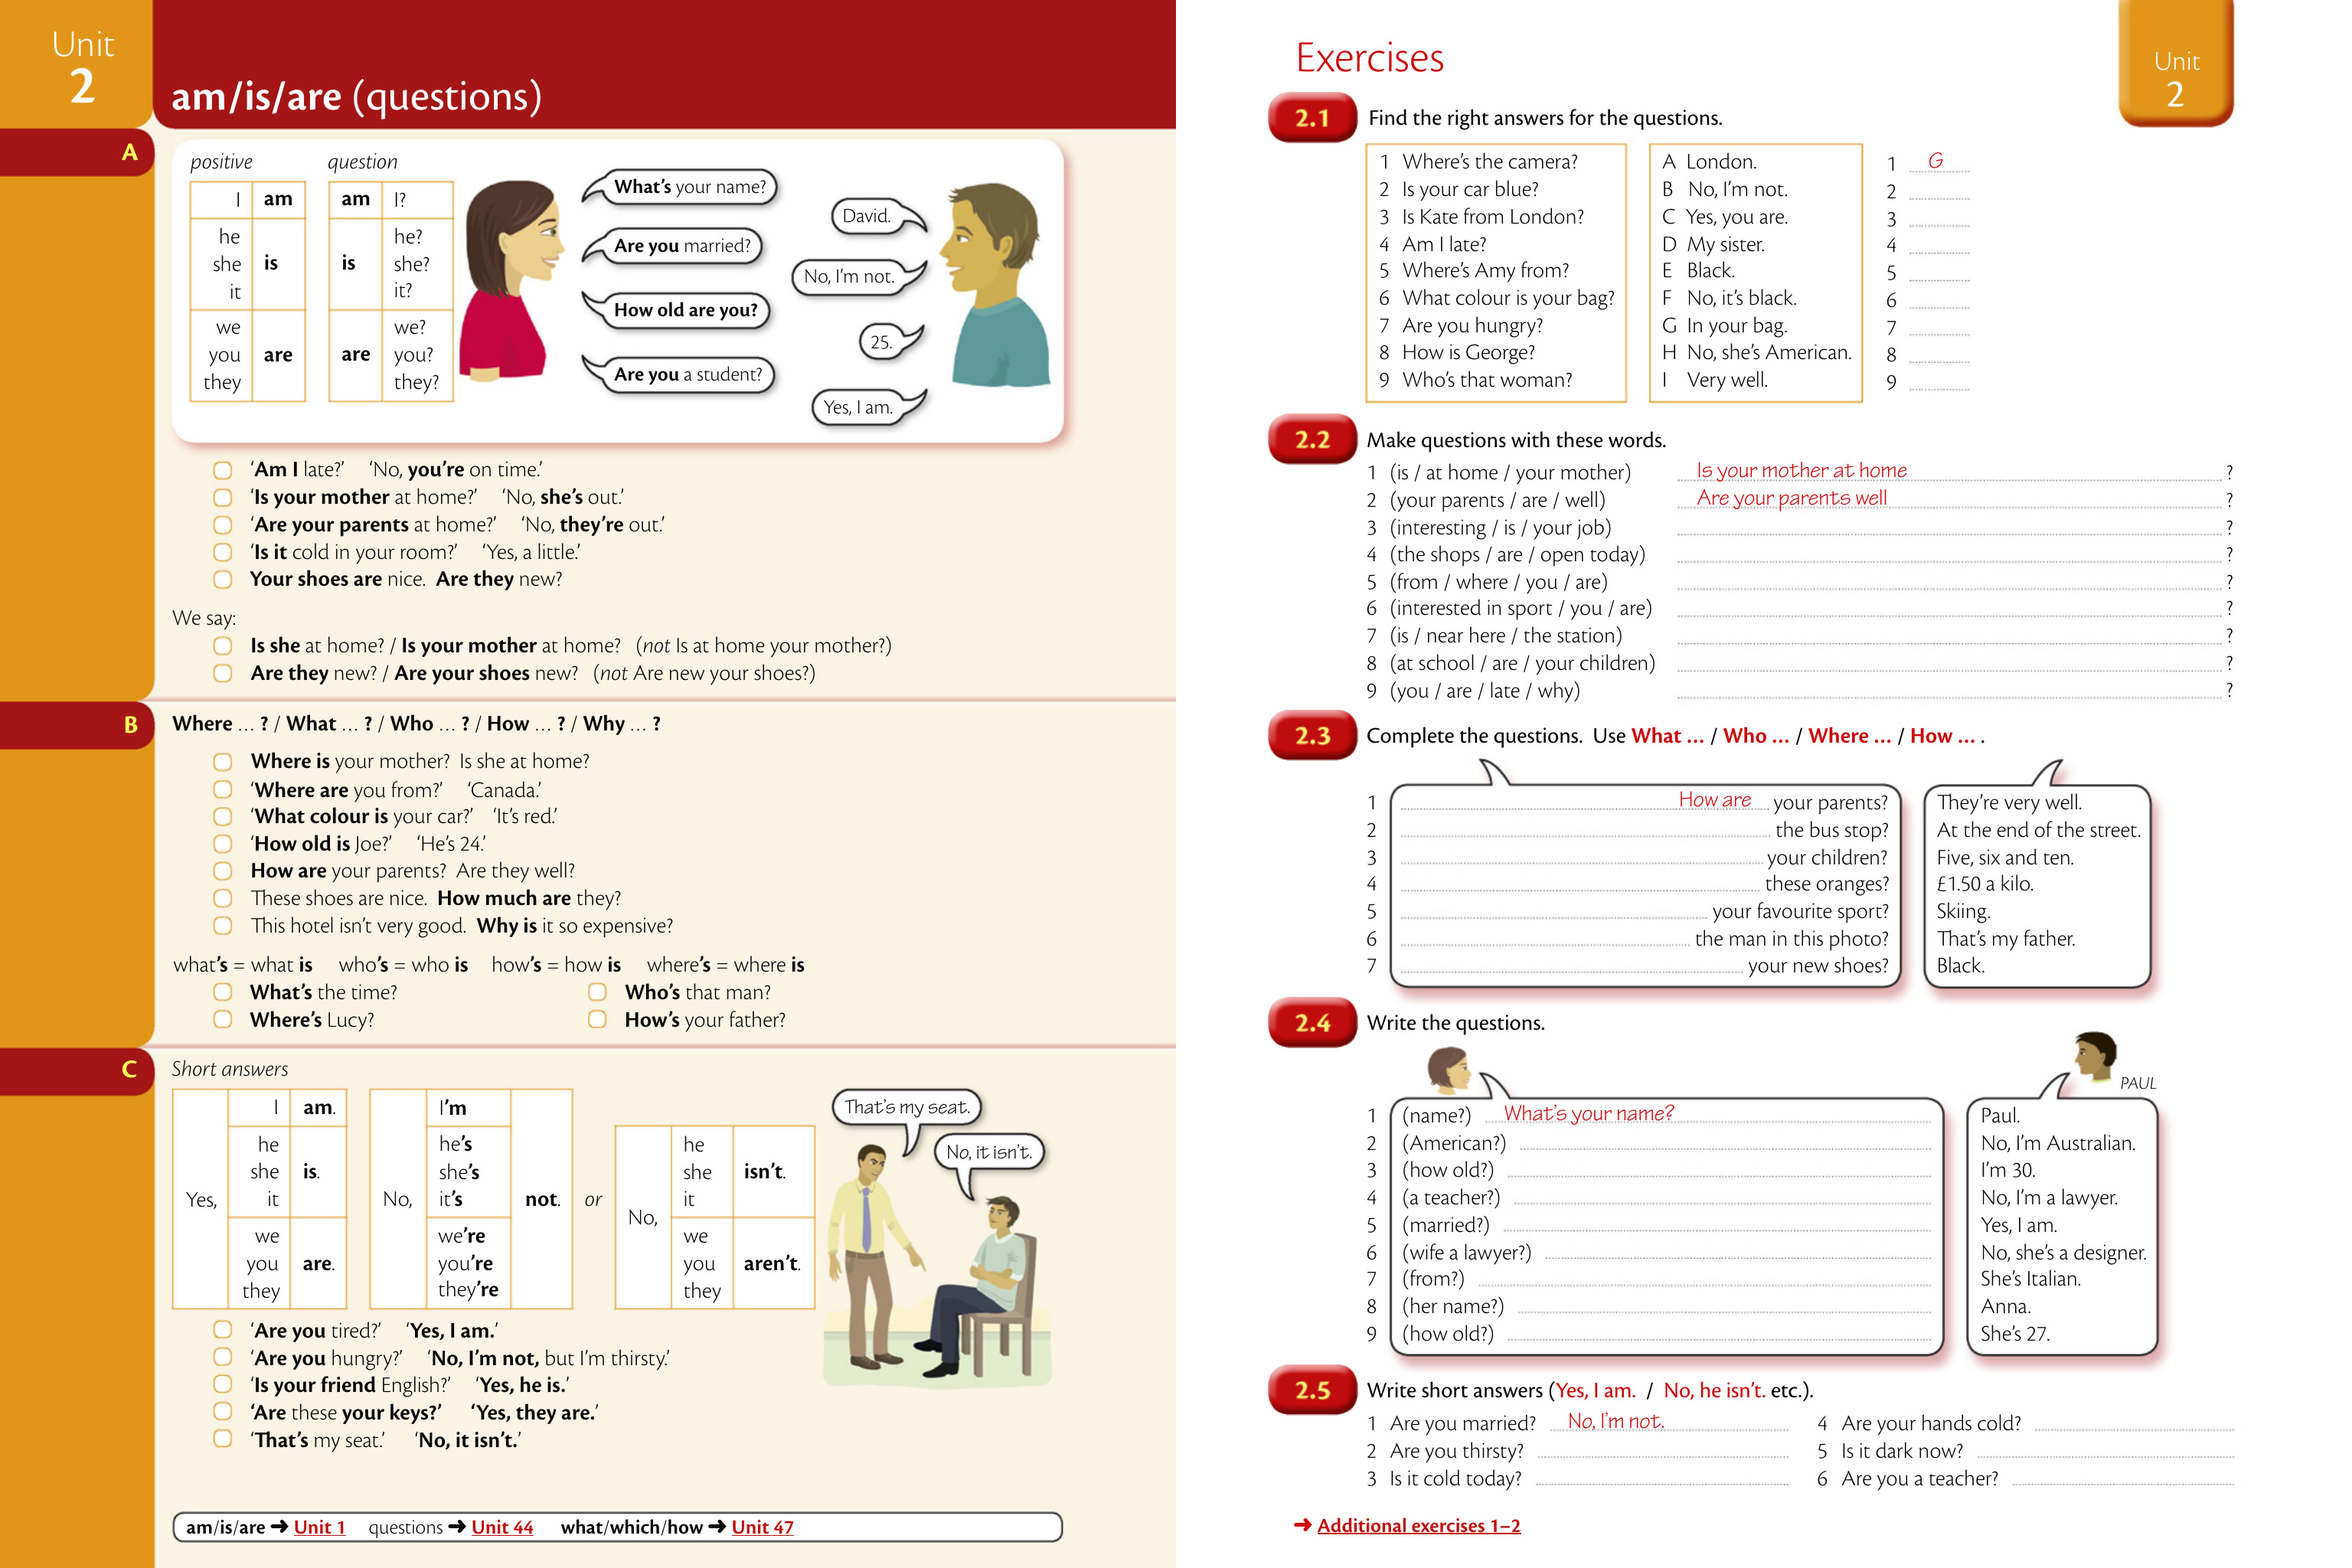 Unit
2
am/is/are (questions)
A
positive question
I am am I?
he he?
she is is she?
it it?
we we?
you are are you?
they they?
What's your name?
David.
Are you married?
No, I'm not.
How old are you?
25.
Are you a student?
Yes, I am.
'Am I late?' 'No, you're on time.'
'Is your mother at home?' 'No, she's out.'
'Are your parents at home?' 'No, they're out.'
'Is it cold in your room?' 'Yes, a little.'
Your shoes are nice. Are they new?
We say:
Is she at home? / Is your mother at home? (not Is at home your mother?)
Are they new? / Are your shoes new? (not Are new your shoes?)
B
Where … ? / What … ? / Who … ? / How … ? / Why … ?
Where is your mother? Is she at home?
'Where are you from?' 'Canada.'
'What colour is your car?' 'It's red.'
'How old is Joe?' 'He's 24.'
How are your parents? Are they well?
These shoes are nice. How much are they?
This hotel isn't very good. Why is it so expensive?
what's = what is who's = who is how's = how is where's = where is
What's the time? Who's that man?
Where's Lucy? How's your father?
C
Short answers
Yes,
I am.
he
she is.
it
we
you are.
they
No,
I'm
he's
she's
it's
we're
you're
they're
not.
or
No,
he
she isn't.
it
we
you aren't.
they
That's my seat.
No, it isn't.
'Are you tired?' 'Yes, I am.'
'Are you hungry?' 'No, I'm not, but I'm thirsty.'
'Is your friend English?' 'Yes, he is.'
'Are these your keys?' 'Yes, they are.'
'That's my seat.' 'No, it isn't.'
am/is/are ➜ Unit 1 questions ➜ Unit 44 what/which/how ➜ Unit 47
Exercises
Unit
2
2.1 Find the right answers for the questions.
1 Where's the camera?
2 Is your car blue?
3 Is Kate from London?
4 Am I late?
5 Where's Amy from?
6 What colour is your bag?
7 Are you hungry?
8 How is George?
9 Who's that woman?
A London.
B No, I'm not.
C Yes, you are.
D My sister.
E Black.
F No, it's black.
G In your bag.
H No, she's American.
I Very well.
1 G
2
3
4
5
6
7
8
9
2.2 Make questions with these words.
1 (is / at home / your mother) Is your mother at home ?
2 (your parents / are / well) Are your parents well ?
3 (interesting / is / your job) ?
4 (the shops / are / open today) ?
5 (from / where / you / are) ?
6 (interested in sport / you / are) ?
7 (is / near here / the station) ?
8 (at school / are / your children) ?
9 (you / are / late / why) ?
2.3 Complete the questions. Use What … / Who … / Where … / How … .
1 How are your parents? They're very well.
2 the bus stop? At the end of the street.
3 your children? Five, six and ten.
4 these oranges? £1.50 a kilo.
5 your favourite sport? Skiing.
6 the man in this photo? That's my father.
7 your new shoes? Black.
2.4 Write the questions.
PAUL
1 (name?) What's your name? Paul.
2 (American?) No, I'm Australian.
3 (how old?) I'm 30.
4 (a teacher?) No, I'm a lawyer.
5 (married?) Yes, I am.
6 (wife a lawyer?) No, she's a designer.
7 (from?) She's Italian.
8 (her name?) Anna.
9 (how old?) She's 27.
2.5 Write short answers (Yes, I am. / No, he isn't. etc.).
1 Are you married? No, I'm not. 4 Are your hands cold?
2 Are you thirsty? 5 Is it dark now?
3 Is it cold today? 6 Are you a teacher?
➜ Additional exercises 1–2